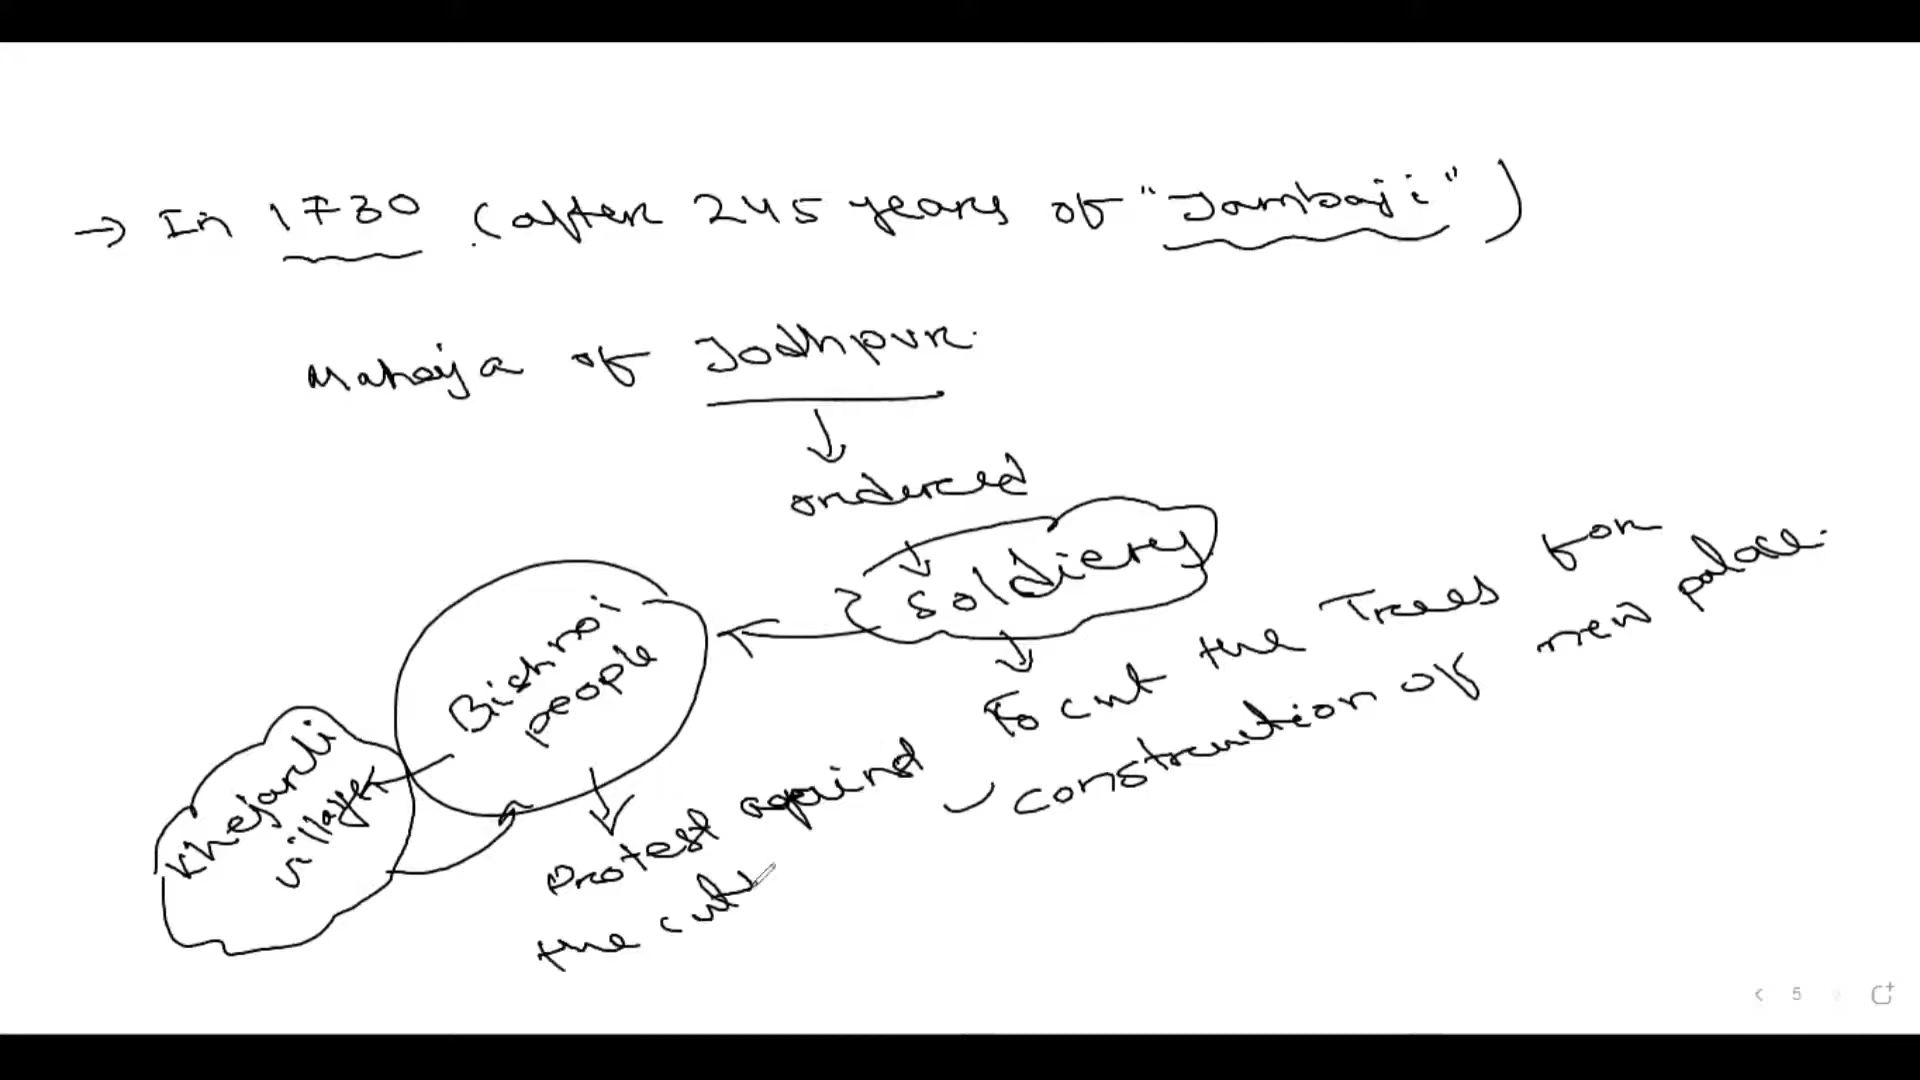 → In 1730 (after 245 years of "Jambaji")
Maharja of Jodhpur.
ordered
soldiery
To cut the Trees for
construction of new palace.
Bishnoi
people
Khejarli
village
Protest against
the cut
5